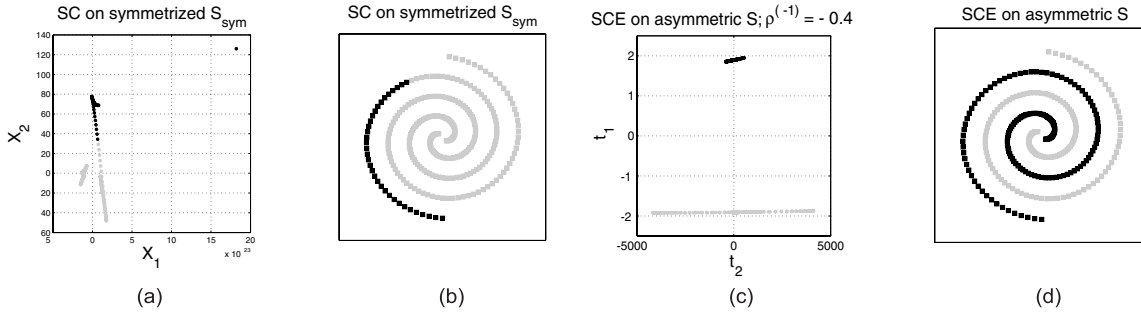 SC on symmetrized S_sym
140
120
100
80
60
40
20
0
20
40
60
5 0 5 10 15 20
x 10 23
X_2
X_1
(a)
SC on symmetrized S_sym
(b)
SCE on asymmetric S; ρ^(-1) = - 0.4
2
1
0
-1
-2
-5000 0 5000
t_1
t_2
(c)
SCE on asymmetric S
(d)